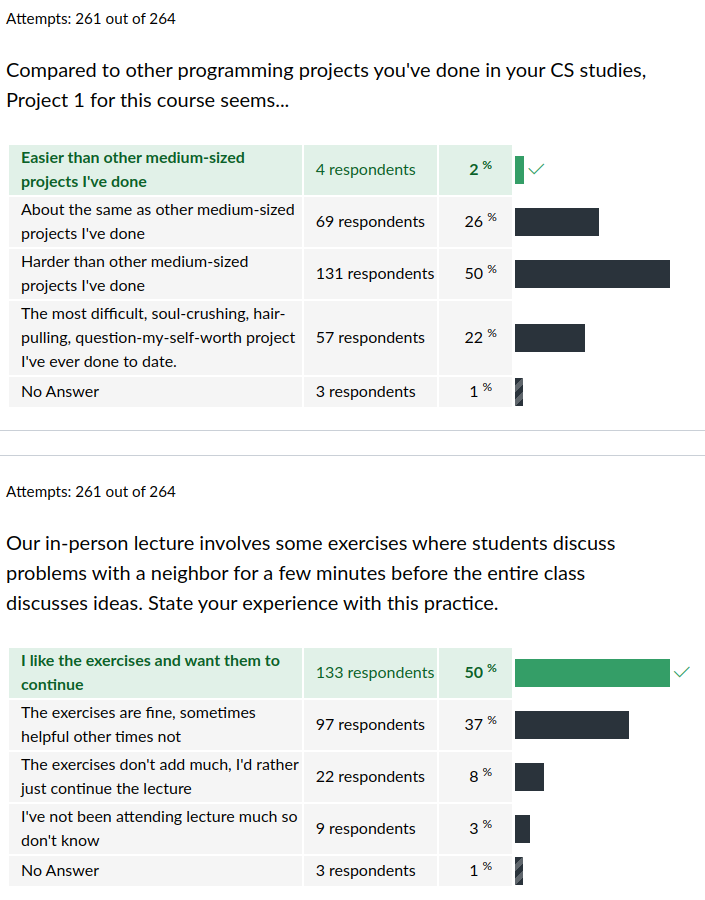 Attempts: 261 out of 264
Compared to other programming projects you've done in your CS studies,
Project 1 for this course seems...
Easier than other medium-sized
projects I've done
4 respondents
2 %
About the same as other medium-sized
projects I've done
69 respondents
26 %
Harder than other medium-sized
projects I've done
131 respondents
50 %
The most difficult, soul-crushing, hair-
pulling, question-my-self-worth project
I've ever done to date.
57 respondents
22 %
No Answer
3 respondents
1 %
Attempts: 261 out of 264
Our in-person lecture involves some exercises where students discuss
problems with a neighbor for a few minutes before the entire class
discusses ideas. State your experience with this practice.
I like the exercises and want them to
continue
133 respondents
50 %
The exercises are fine, sometimes
helpful other times not
97 respondents
37 %
The exercises don't add much, I'd rather
just continue the lecture
22 respondents
8 %
I've not been attending lecture much so
don't know
9 respondents
3 %
No Answer
3 respondents
1 %